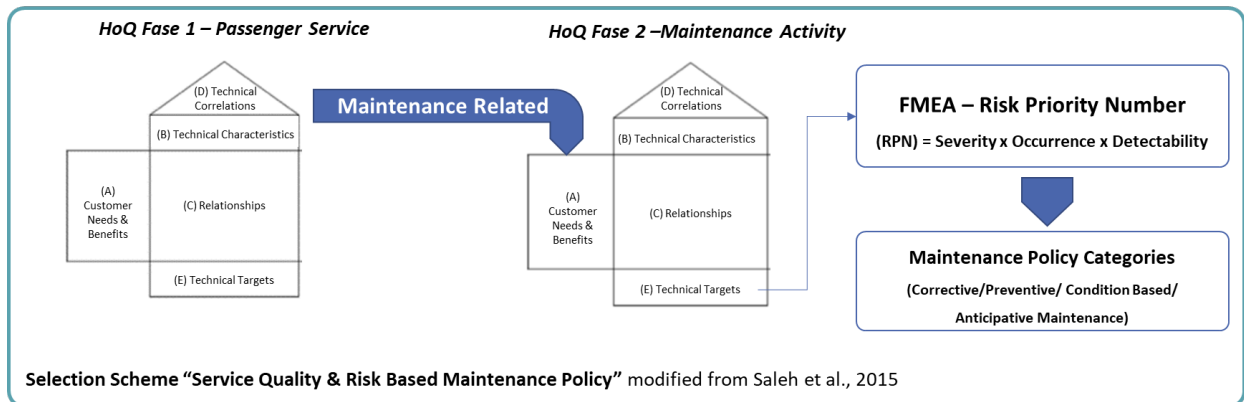 HoQ Fase 1 – Passenger Service
(D) Technical
Correlations
(B) Technical Characteristics
(A)
Customer
Needs &
Benefits
(C) Relationships
(E) Technical Targets
Maintenance Related
HoQ Fase 2 –Maintenance Activity
(D) Technical
Correlations
(B) Technical Characteristics
(A)
Customer
Needs &
Benefits
(C) Relationships
(E) Technical Targets
FMEA – Risk Priority Number
(RPN) = Severity x Occurrence x Detectability
Maintenance Policy Categories
(Corrective/Preventive/ Condition Based/
Anticipative Maintenance)
Selection Scheme “Service Quality & Risk Based Maintenance Policy” modified from Saleh et al., 2015